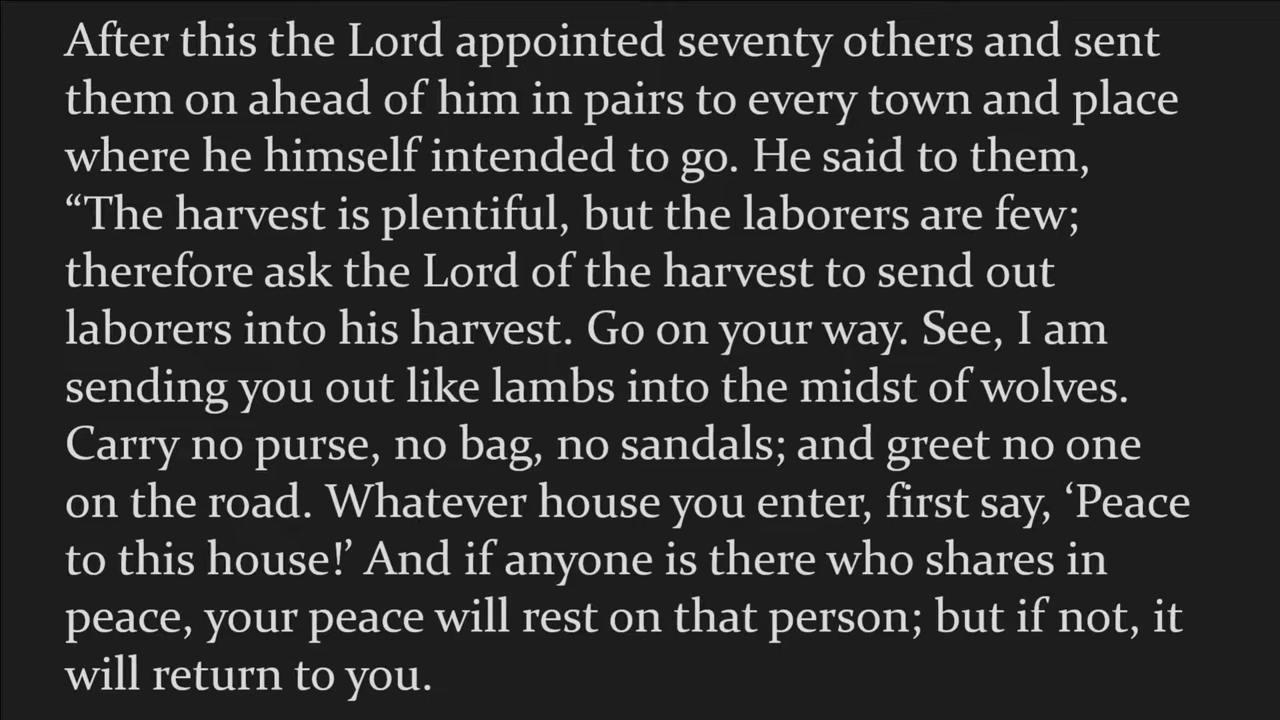 After this the Lord appointed seventy others and sent
them on ahead of him in pairs to every town and place
where he himself intended to go. He said to them,
“The harvest is plentiful, but the laborers are few;
therefore ask the Lord of the harvest to send out
laborers into his harvest. Go on your way. See, I am
sending you out like lambs into the midst of wolves.
Carry no purse, no bag, no sandals; and greet no one
on the road. Whatever house you enter, first say, ‘Peace
to this house!’ And if anyone is there who shares in
peace, your peace will rest on that person; but if not, it
will return to you.